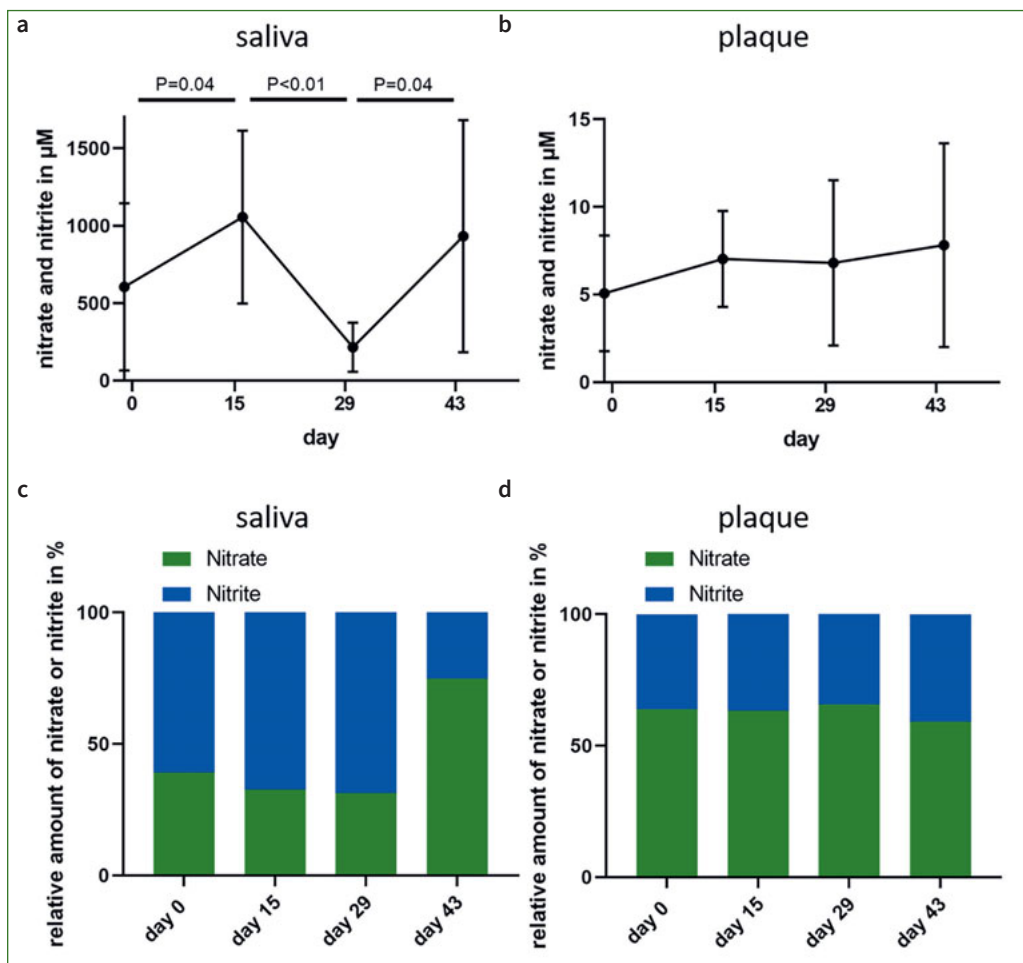 a
saliva
P=0.04 P<0.01 P=0.04
nitrate and nitrite in µM
1500
1000
500
0
0 15 29 43
day
b
plaque
nitrate and nitrite in µM
15
10
5
0
0 15 29 43
day
c
saliva
Nitrate
Nitrite
relative amount of nitrate or nitrite in %
100
50
0
day 0 day 15 day 29 day 43
d
plaque
Nitrate
Nitrite
relative amount of nitrate or nitrite in %
100
50
0
day 0 day 15 day 29 day 43